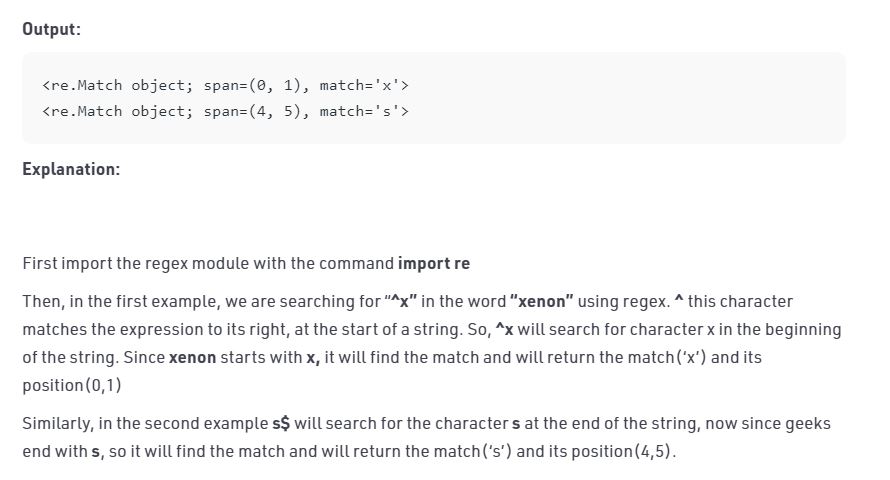 Output:
<re.Match object; span=(0, 1), match='x'>
<re.Match object; span=(4, 5), match='s'>
Explanation:
First import the regex module with the command import re
Then, in the first example, we are searching for “^x” in the word “xenon” using regex. ^ this character
matches the expression to its right, at the start of a string. So, ^x will search for character x in the beginning
of the string. Since xenon starts with x, it will find the match and will return the match(‘x’) and its
position(0,1)
Similarly, in the second example s$ will search for the character s at the end of the string, now since geeks
end with s, so it will find the match and will return the match(‘s’) and its position(4,5).